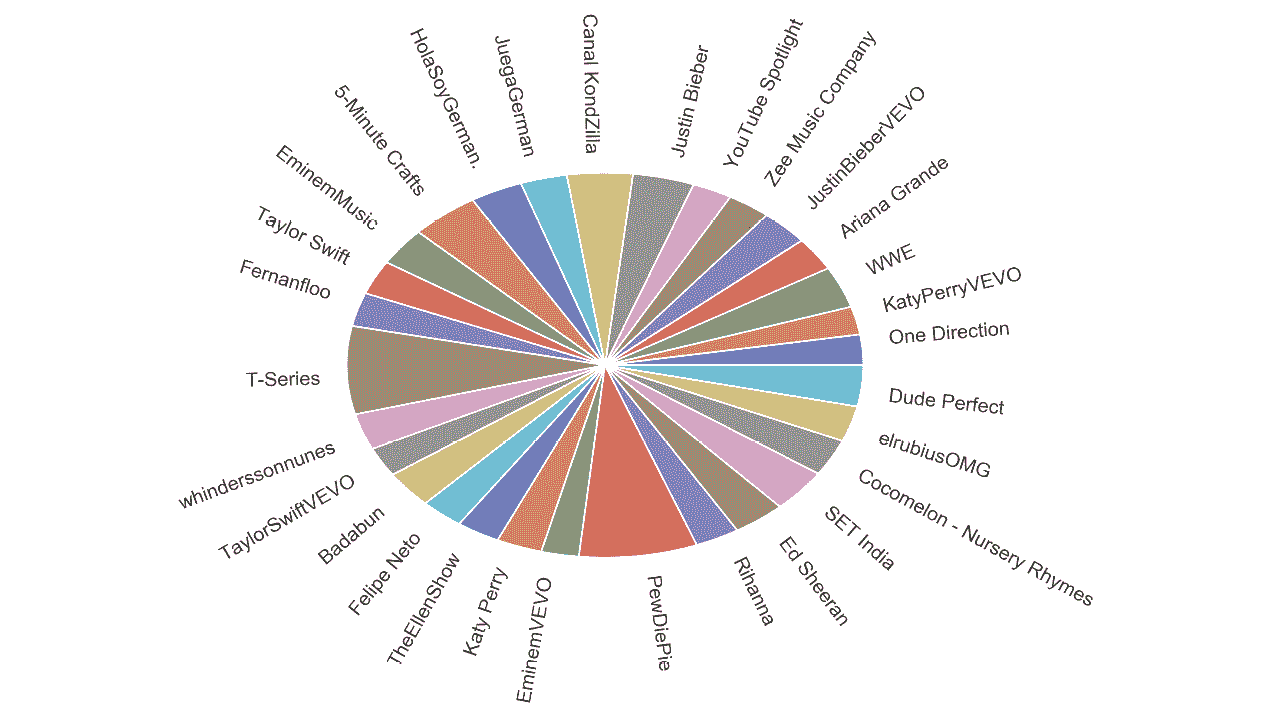 Canal KondZilla
Justin Bieber
YouTube Spotlight
Zee Music Company
JustinBieberVEVO
Ariana Grande
WWE
KatyPerryVEVO
One Direction
Dude Perfect
elrubiusOMG
Cocomelon - Nursery Rhymes
SET India
Ed Sheeran
Rihanna
PewDiePie
EminemVEVO
Katy Perry
TheEllenShow
Felipe Neto
Badabun
TaylorSwiftVEVO
whinderssonnunes
T-Series
Fernanfloo
Taylor Swift
EminemMusic
5-Minute Crafts
HolaSoyGerman.
JuegaGerman